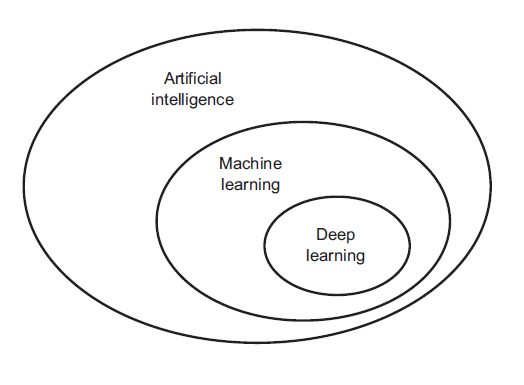 Artificial
intelligence
Machine
learning
Deep
learning